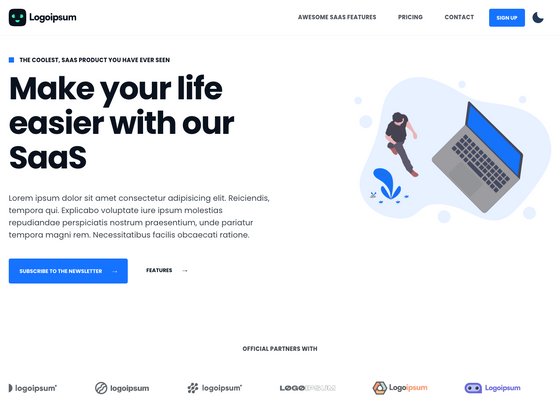 Logoipsum
AWESOME SAAS FEATURES
PRICING
CONTACT
SIGN UP
THE COOLEST, SAAS PRODUCT YOU HAVE EVER SEEN
Make your life
easier with our
SaaS
Lorem ipsum dolor sit amet consectetur adipisicing elit. Reiciendis,
tempora qui. Explicabo voluptate iure ipsum molestias
repudiandae perspiciatis nostrum praesentium, unde pariatur
tempora magni rem. Necessitatibus facilis obcaecati ratione.
SUBSCRIBE TO THE NEWSLETTER →
FEATURES →
OFFICIAL PARTNERS WITH
logoipsum
logoipsum
logoipsum
LOGOIPSUM
Logoipsum
Logoipsum